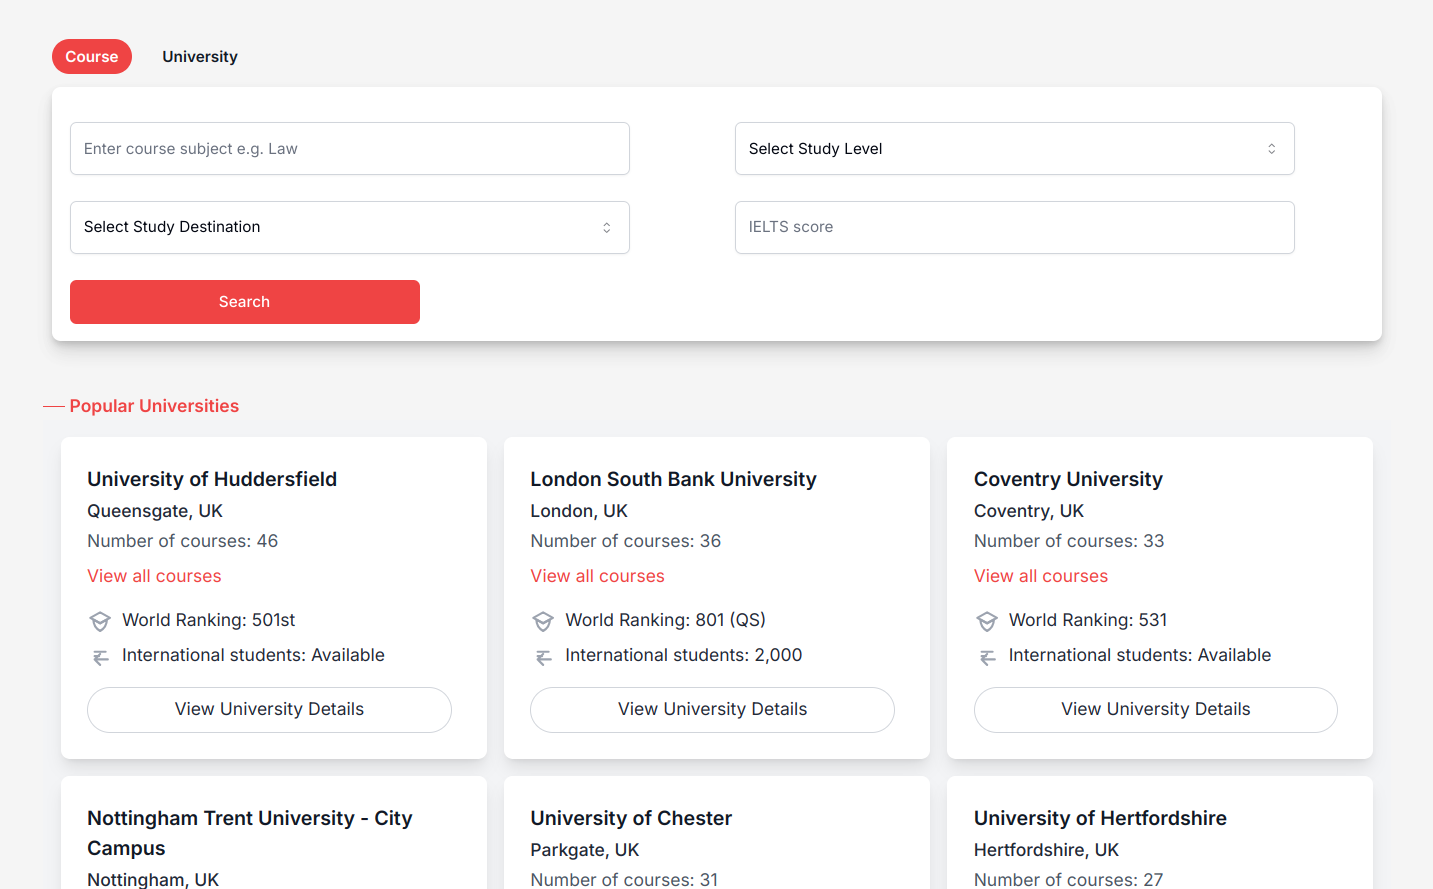 Course
University
Enter course subject e.g. Law
Select Study Level
Select Study Destination
IELTS score
Search
Popular Universities
University of Huddersfield
Queensgate, UK
Number of courses: 46
View all courses
World Ranking: 501st
International students: Available
View University Details
London South Bank University
London, UK
Number of courses: 36
View all courses
World Ranking: 801 (QS)
International students: 2,000
View University Details
Coventry University
Coventry, UK
Number of courses: 33
View all courses
World Ranking: 531
International students: Available
View University Details
Nottingham Trent University - City
Campus
Nottingham, UK
University of Chester
Parkgate, UK
Number of courses: 31
University of Hertfordshire
Hertfordshire, UK
Number of courses: 27